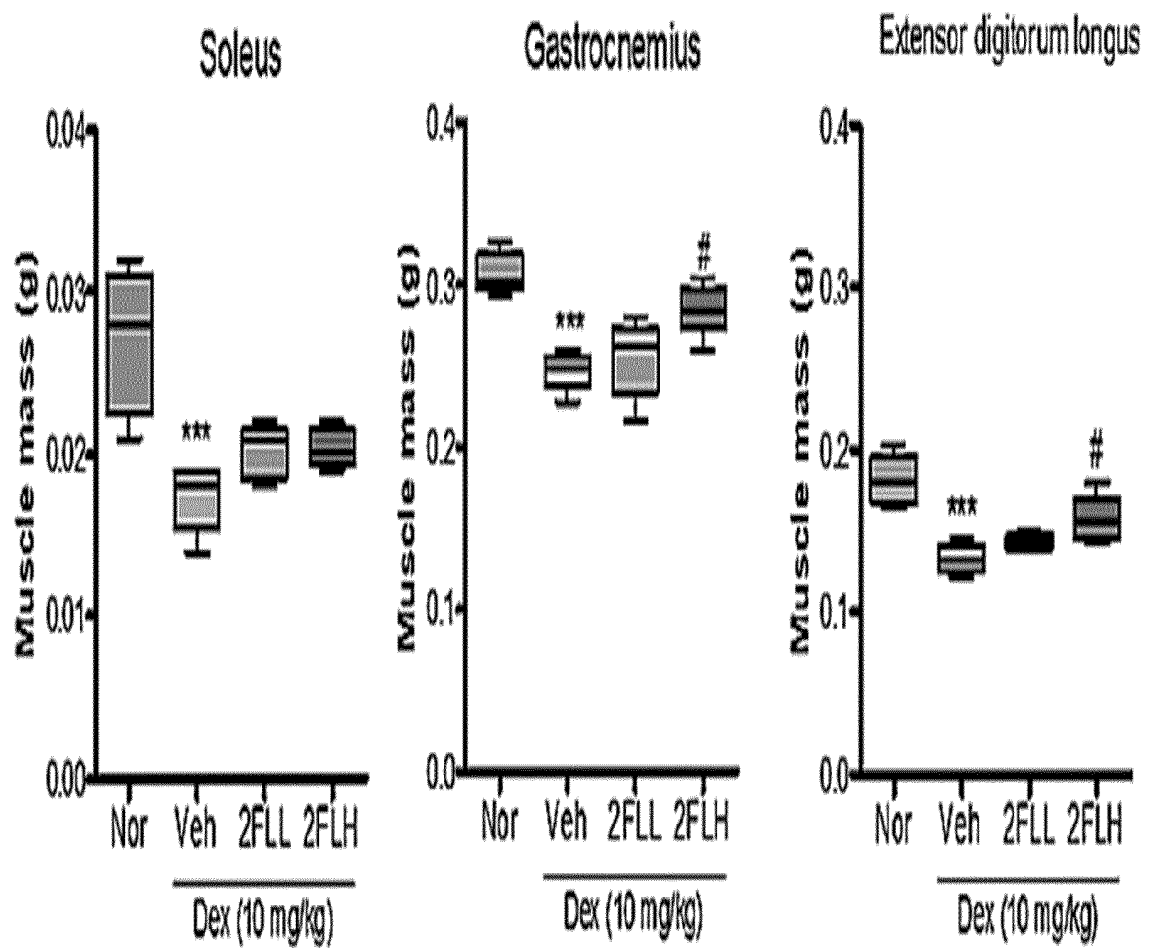 Soleus
Muscle mass (g)
0.04
0.03
0.02
0.01
0.00
***
Nor Veh 2FLL 2FLH
Dex (10 mg/kg)
Gastrocnemius
Muscle mass (g)
0.4
0.3
0.2
0.1
0.0
***
#
Nor Veh 2FLL 2FLH
Dex (10 mg/kg)
Extensor digitorum longus
Muscle mass (g)
0.4
0.3
0.2
0.1
0.0
***
#
Nor Veh 2FLL 2FLH
Dex (10 mg/kg)